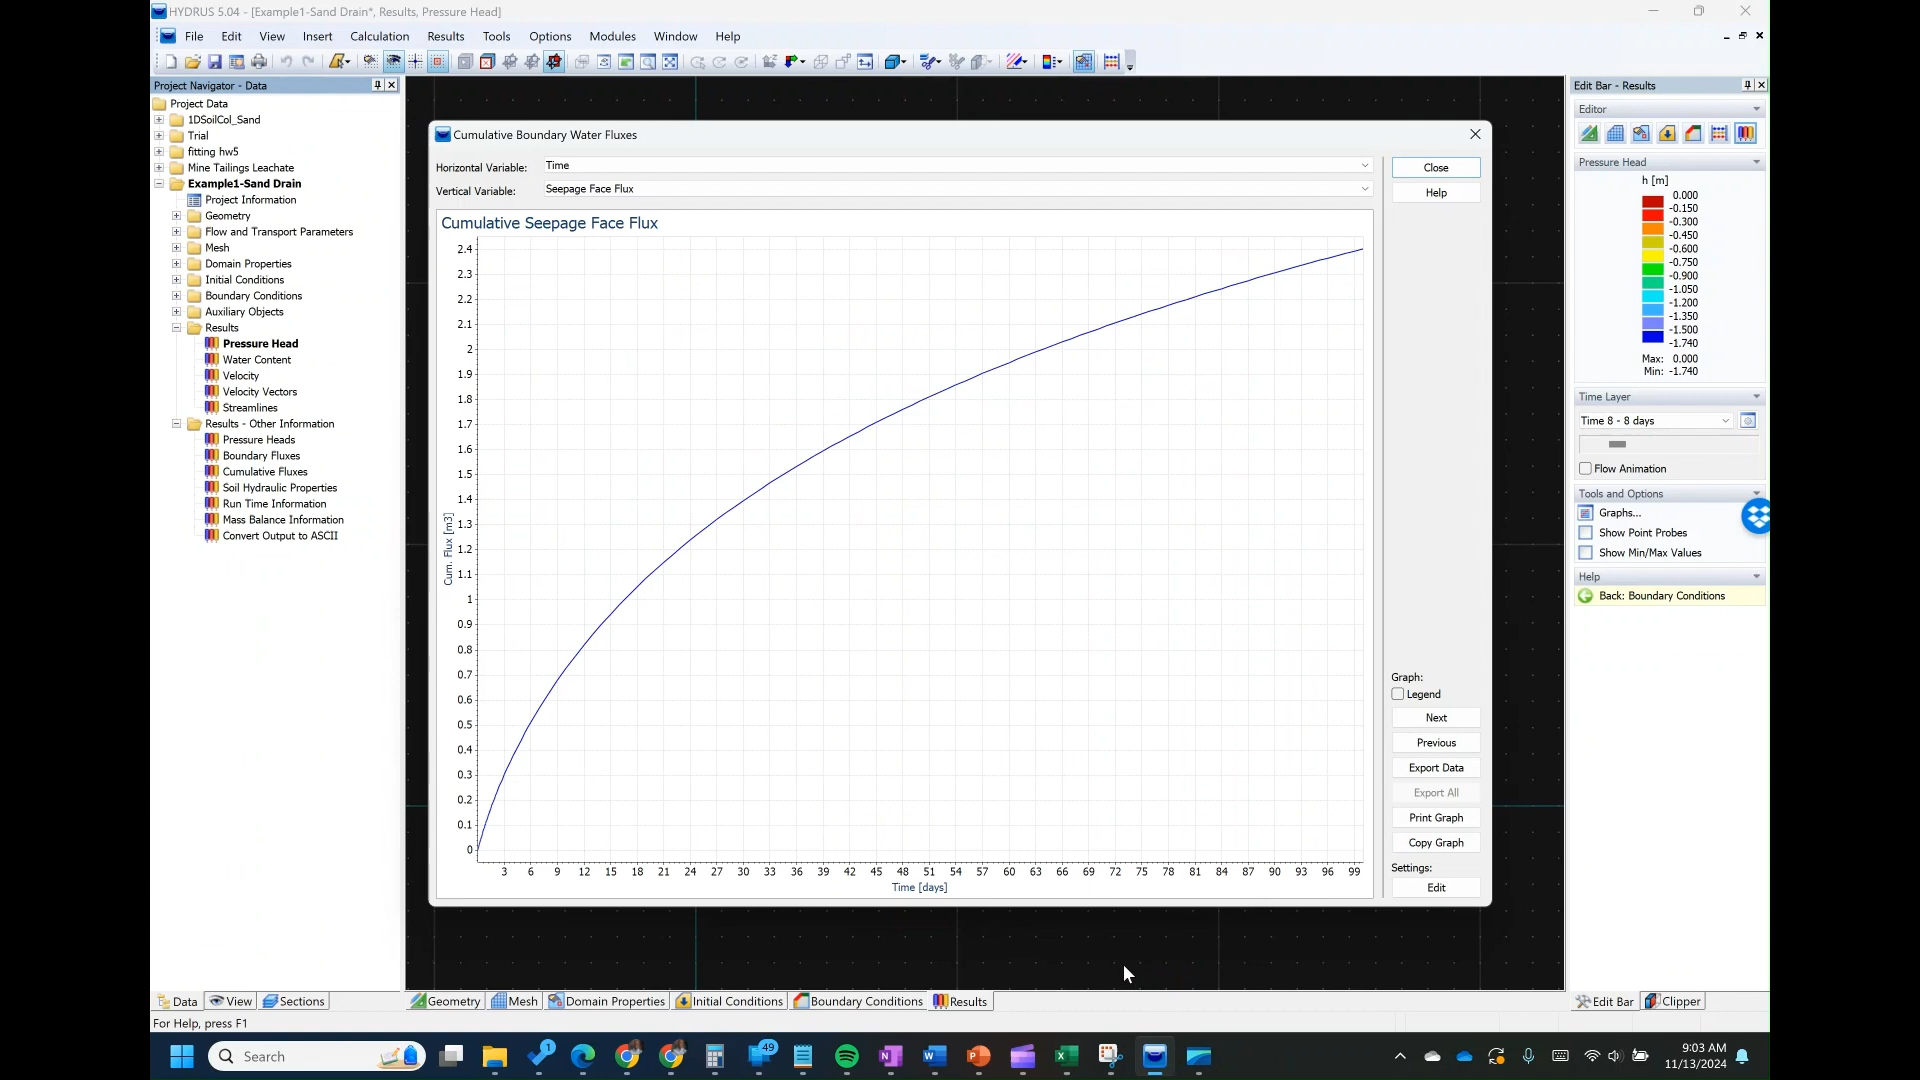 HYDRUS 5.04 - [Example1-Sand Drain*, Results, Pressure Head]
File Edit View Insert Calculation Results Tools Options Modules Window Help
Project Navigator - Data
Project Data
1DSoilCol_Sand
Trial
fitting hw5
Mine Tailings Leachate
Example1-Sand Drain
Project Information
Geometry
Flow and Transport Parameters
Mesh
Domain Properties
Initial Conditions
Boundary Conditions
Auxiliary Objects
Results
Pressure Head
Water Content
Velocity
Velocity Vectors
Streamlines
Results - Other Information
Pressure Heads
Boundary Fluxes
Cumulative Fluxes
Soil Hydraulic Properties
Run Time Information
Mass Balance Information
Convert Output to ASCII
Cumulative Boundary Water Fluxes
Horizontal Variable: Time
Vertical Variable: Seepage Face Flux
Close
Help
Cumulative Seepage Face Flux
Cum. Flux [m3]
2.4
2.3
2.2
2.1
2
1.9
1.8
1.7
1.6
1.5
1.4
1.3
1.2
1.1
1
0.9
0.8
0.7
0.6
0.5
0.4
0.3
0.2
0.1
0
3 6 9 12 15 18 21 24 27 30 33 36 39 42 45 48 51 54 57 60 63 66 69 72 75 78 81 84 87 90 93 96 99
Time [days]
Graph:
Legend
Next
Previous
Export Data
Export All
Print Graph
Copy Graph
Settings:
Edit
Edit Bar - Results
Editor
Pressure Head
h [m]
0.000
-0.150
-0.300
-0.450
-0.600
-0.750
-0.900
-1.050
-1.200
-1.350
-1.500
-1.740
Max: 0.000
Min: -1.740
Time Layer
Time 8 - 8 days
Flow Animation
Tools and Options
Graphs...
Show Point Probes
Show Min/Max Values
Help
Back: Boundary Conditions
Data View Sections
Geometry Mesh Domain Properties Initial Conditions Boundary Conditions Results
Edit Bar Clipper
For Help, press F1
Search
1
49
9:03 AM
11/13/2024